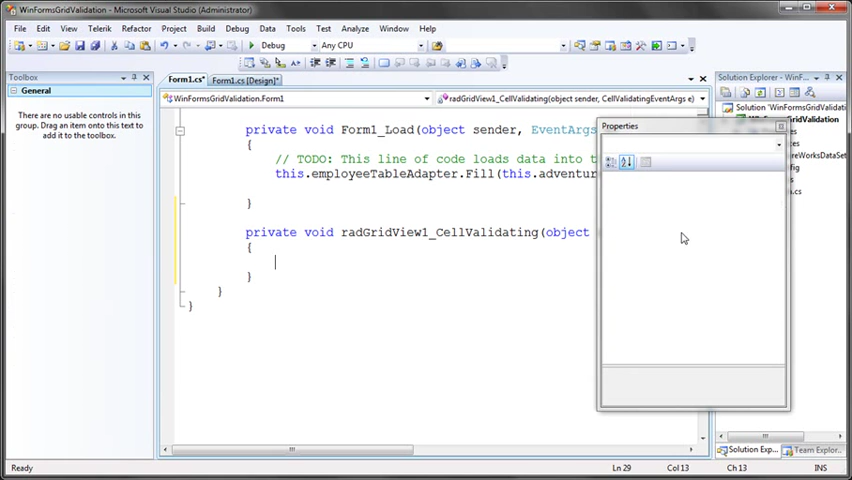 WinFormsGridValidation - Microsoft Visual Studio (Administrator)
File Edit View Telerik Refactor Project Build Debug Data Tools Test Analyze Window Help
Debug Any CPU
Toolbox
General
There are no usable controls in this
group. Drag an item onto this text to
add it to the toolbox.
Form1.cs* Form1.cs [Design]*
WinFormsGridValidation.Form1
radGridView1_CellValidating(object sender, CellValidatingEventArgs e)
private void Form1_Load(object sender, EventArgs
{
// TODO: This line of code loads data into t
this.employeeTableAdapter.Fill(this.adventur
}
private void radGridView1_CellValidating(object
{
}
}
}
Properties
Solution Explorer - WinF
Solution 'WinFormsGridValidati
WinFormsGridValidation
ureWorksDataSet
fig
s
a.cs
Solution Exp... Team Explor...
Ready
Ln 29 Col 13 Ch 13 INS